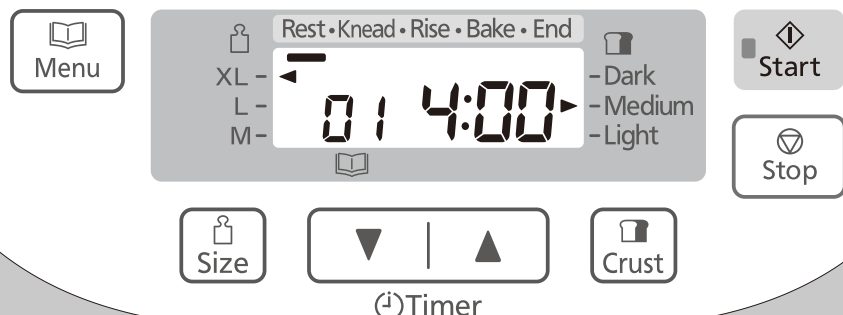 Menu
Rest•Knead•Rise•Bake•End
XL
L
M
01 4:00
Dark
Medium
Light
Start
Stop
Size
Crust
Timer